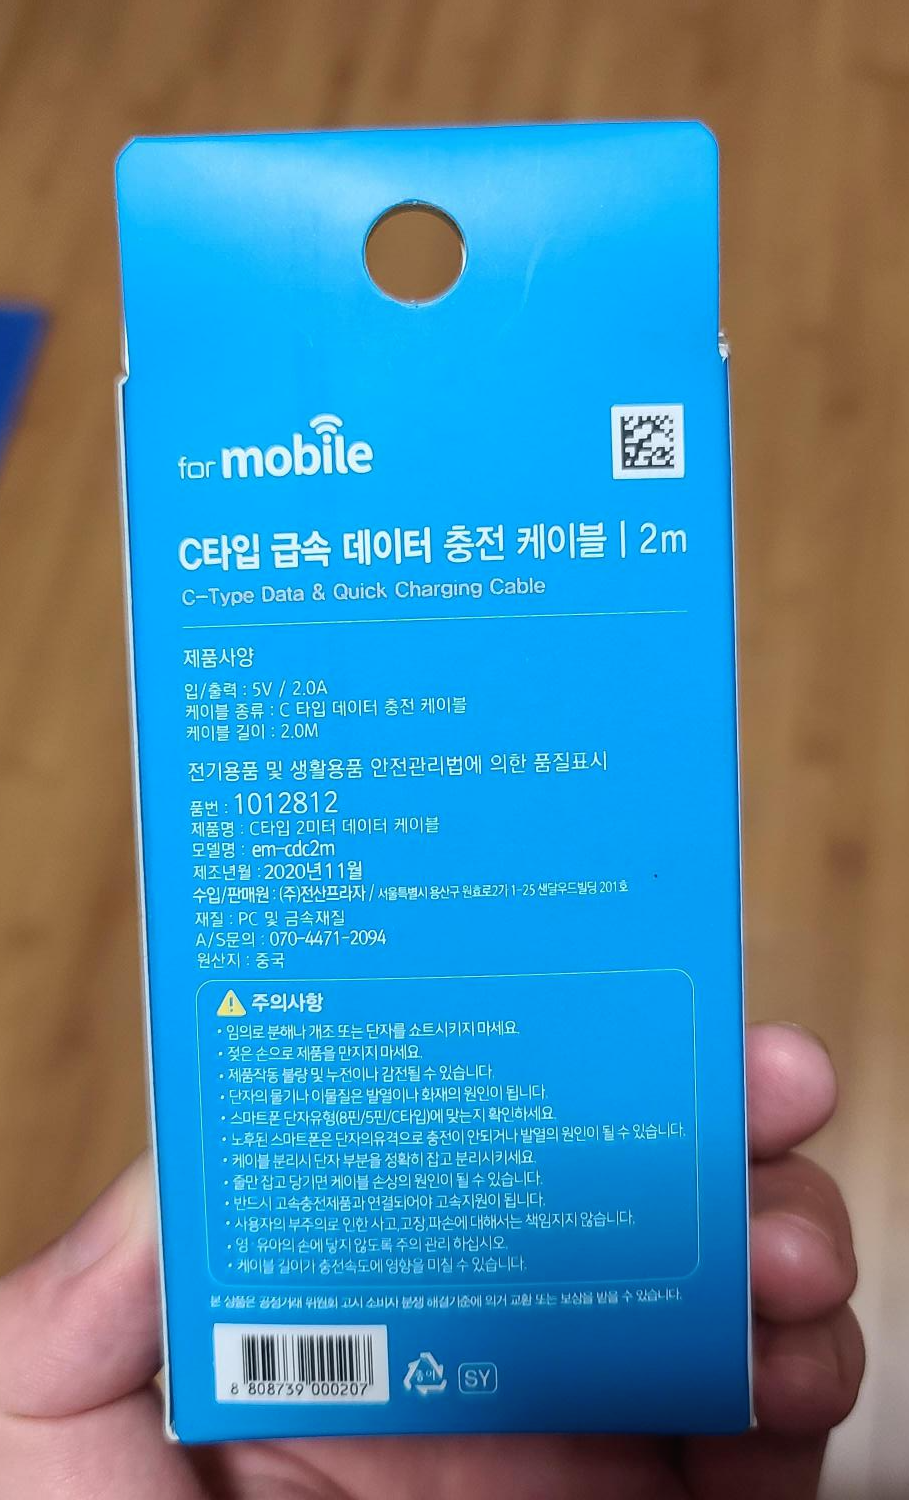 for mobile
C타입 급속 데이터 충전 케이블 | 2m
C-Type Data & Quick Charging Cable
제품사양
입/출력 : 5V / 2.0A
케이블 종류 : C 타입 데이터 충전 케이블
케이블 길이 : 2.0M
전기용품 및 생활용품 안전관리법에 의한 품질표시
품번 : 1012812
제품명 : C타입 2미터 데이터 케이블
모델명 : em-cdc2m
제조년월 : 2020년11월
수입/판매원 : (주)전산프라자 / 서울특별시 용산구 원효로2가 1-25 샌달우드빌딩 201호
재질 : PC 및 금속재질
A/S문의 : 070-4471-2094
원산지 : 중국
주의사항
• 임의로 분해나 개조 또는 단자를 쇼트시키지 마세요.
• 젖은 손으로 제품을 만지지 마세요.
• 제품작동 불량 및 누전이나 감전될 수 있습니다.
• 단자의 물기나 이물질은 발열이나 화재의 원인이 됩니다.
• 스마트폰 단자유형(8핀/5핀/C타입)에 맞는지 확인하세요.
• 노후된 스마트폰은 단자의유격으로 충전이 안되거나 발열의 원인이 될 수 있습니다.
• 케이블 분리시 단자 부분을 정확히 잡고 분리시키세요.
• 줄만 잡고 당기면 케이블 손상의 원인이 될 수 있습니다.
• 반드시 고속충전제품과 연결되어야 고속지원이 됩니다.
• 사용자의 부주의로 인한 사고,고장,파손에 대해서는 책임지지 않습니다.
• 영·유아의 손에 닿지 않도록 주의 관리 하십시오.
• 케이블 길이가 충전속도에 영향을 미칠 수 있습니다.
본 상품은 공정거래 위원회 고시 소비자 분쟁 해결기준에 의거 교환 또는 보상을 받을 수 있습니다.
8 808739 000207
종이
SY